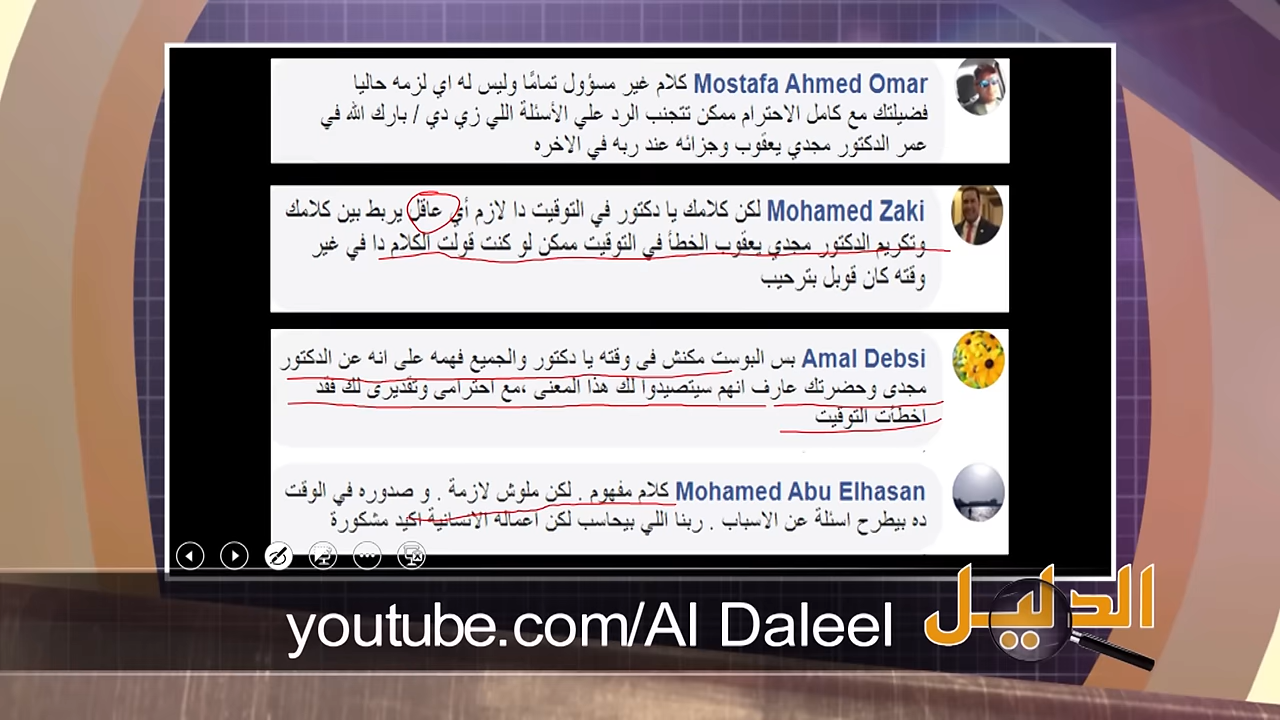 Mostafa Ahmed Omar كلام غير مسؤول تمامًا وليس له اي لزمه حاليا
فضيلتك مع كامل الاحترام ممكن تتجنب الرد علي الأسئلة اللي زي دي / بارك الله في
عمر الدكتور مجدي يعقوب وجزائه عند ربه في الاخره
Mohamed Zaki لكن كلامك يا دكتور في التوقيت دا لازم أي عاقل يربط بين كلامك
وتكريم الدكتور مجدي يعقوب الخطأ في التوقيت ممكن لو كنت قولت الكلام دا في غير
وقته كان قوبل بترحيب
Amal Debsi بس البوست مكنش فى وقته يا دكتور والجميع فهمه على انه عن الدكتور
مجدى وحضرتك عارف انهم سيتصيدوا لك هذا المعنى ،مع احترامى وتقديرى لك فقد
اخطأت التوقيت
Mohamed Abu Elhasan كلام مفهوم . لكن ملوش لازمة . و صدوره في الوقت
ده بيطرح اسئلة عن الاسباب . ربنا اللي بيحاسب لكن اعماله الانسانية اكيد مشكورة
youtube.com/Al Daleel
الدليل